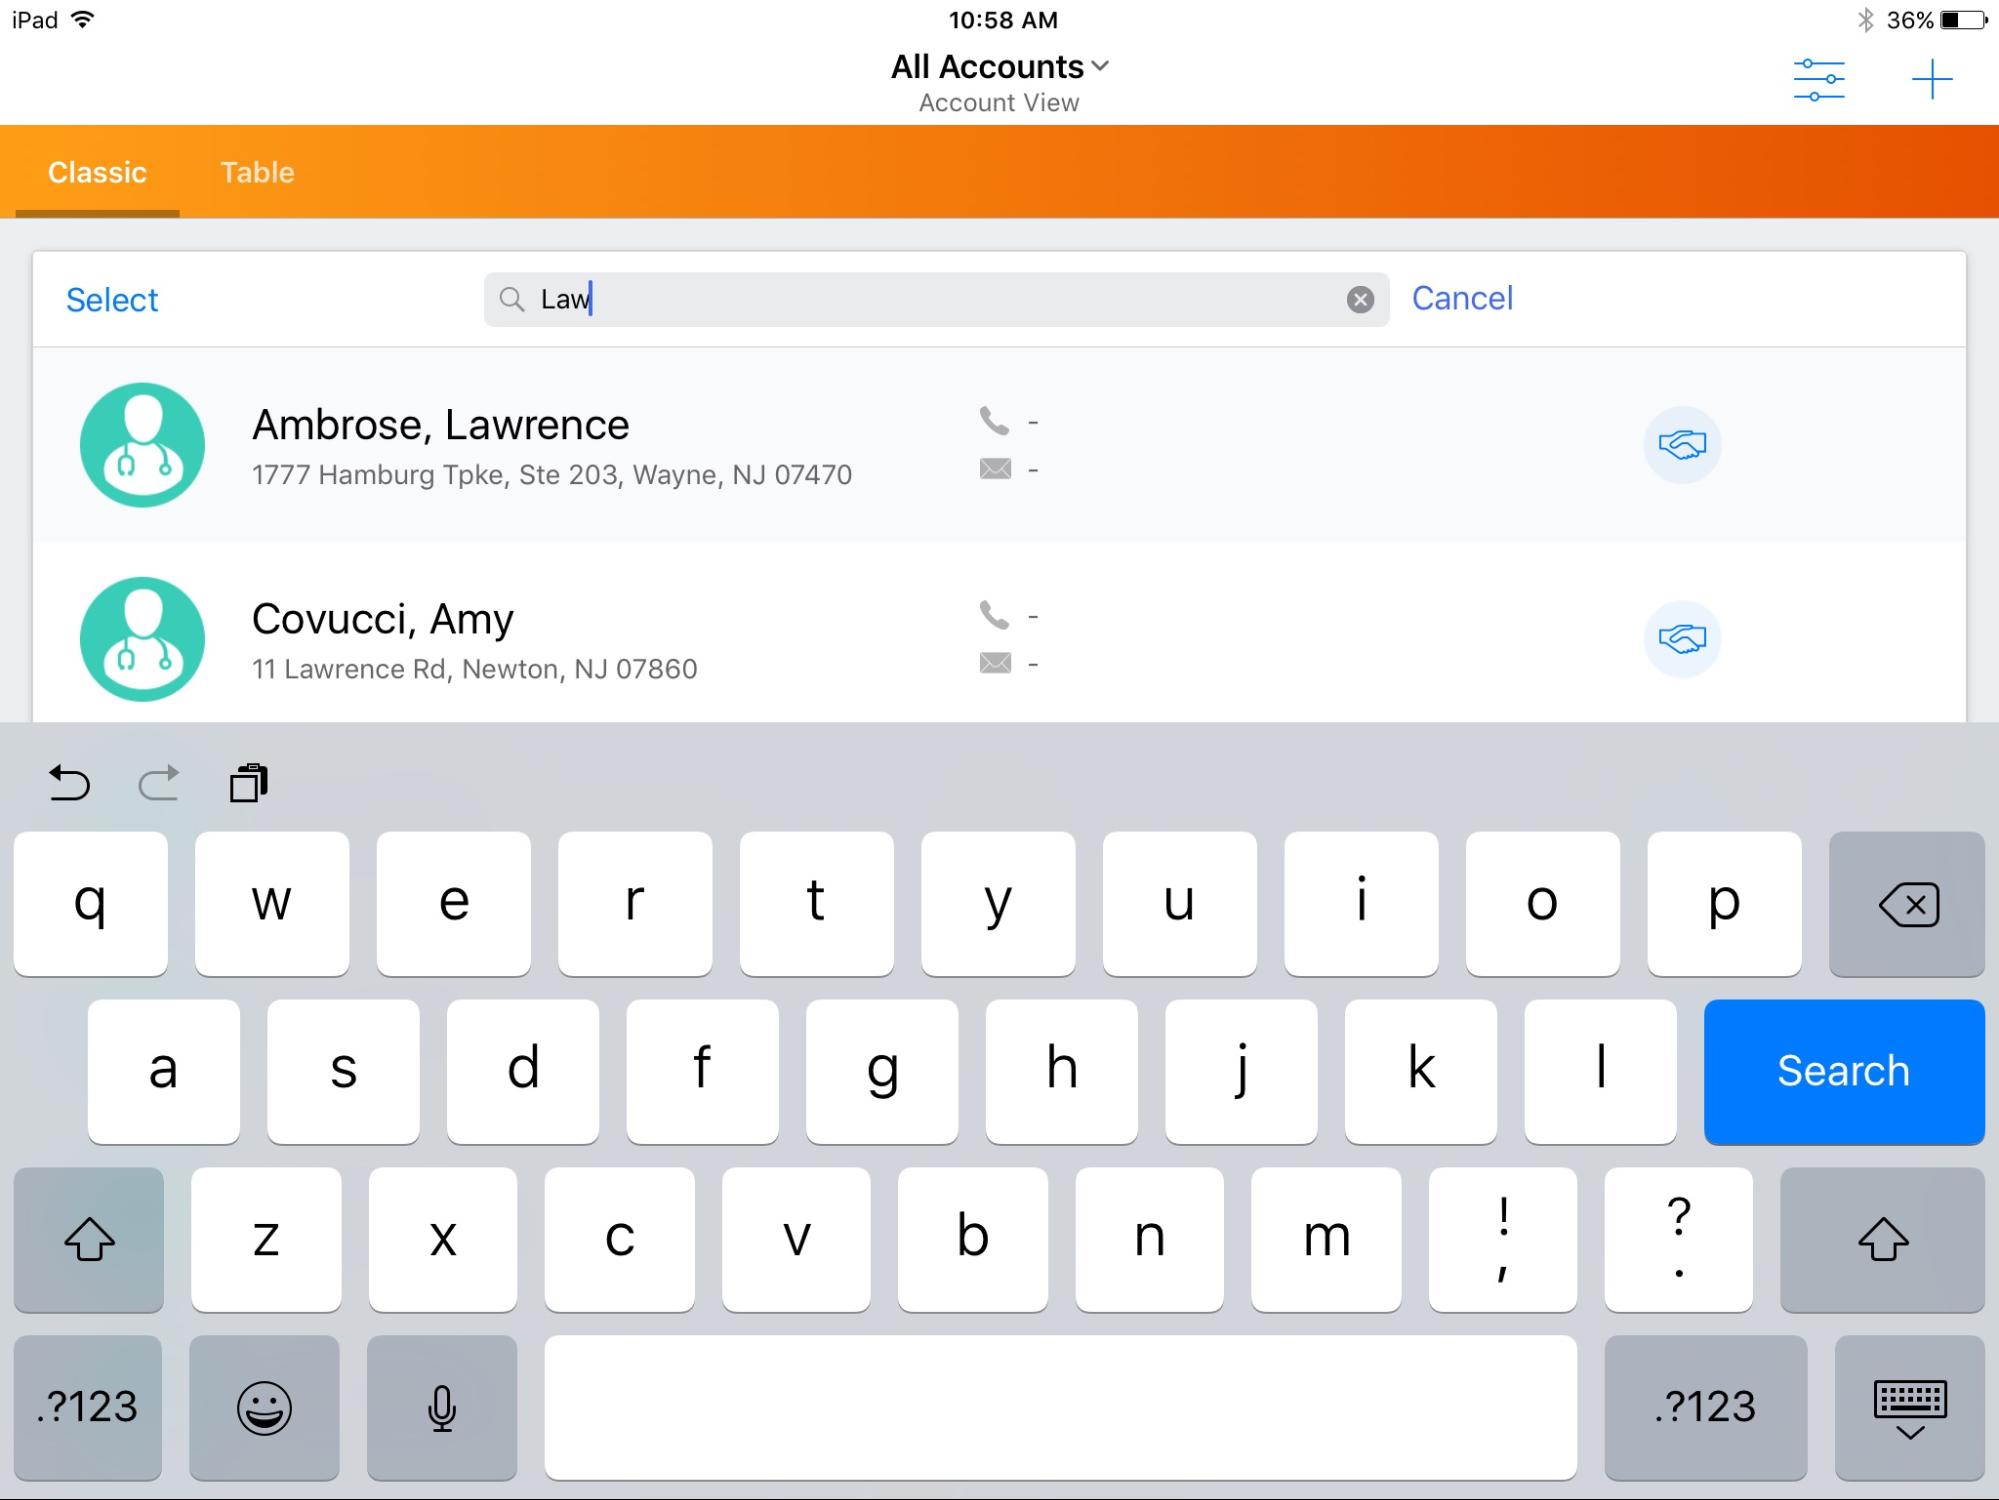 iPad 10:58 AM 36%
All Accounts
Account View
Classic Table
Select Law Cancel
Ambrose, Lawrence -
1777 Hamburg Tpke, Ste 203, Wayne, NJ 07470 -
Covucci, Amy -
11 Lawrence Rd, Newton, NJ 07860 -
q w e r t y u i o p
a s d f g h j k l Search
z x c v b n m ! , ? .
.?123 .?123